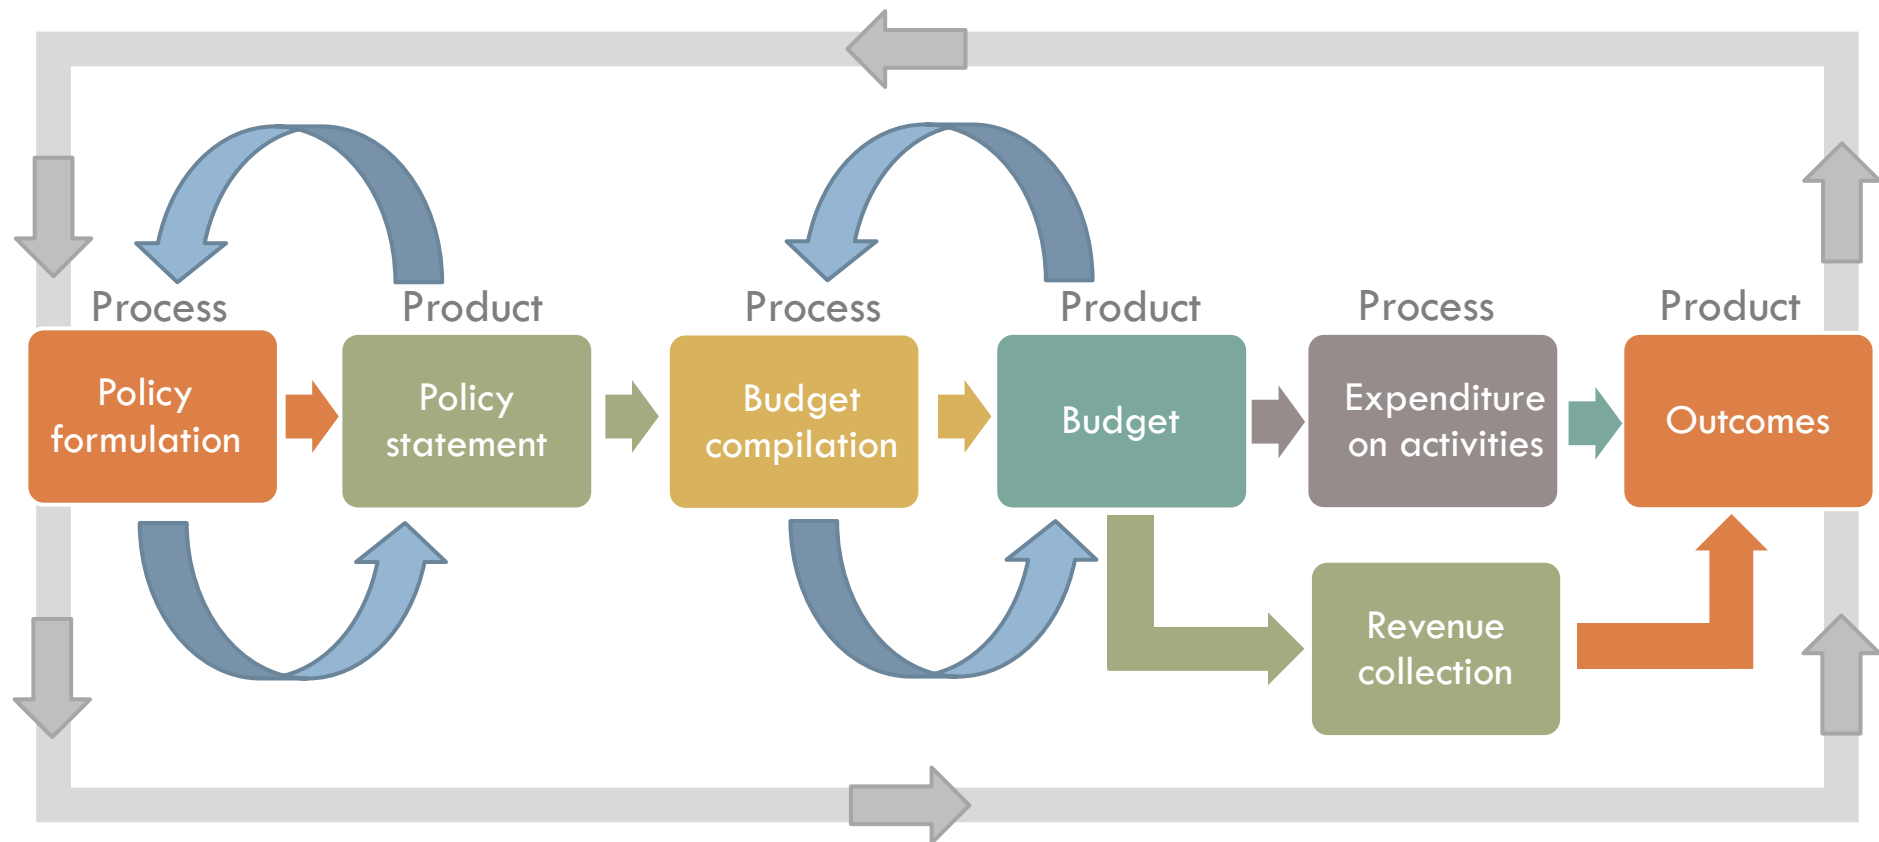 Process
Product
Process
Product
Process
Product
Policy
formulation
Policy
statement
Budget
compilation
Budget
Expenditure
on activities
Outcomes
Revenue
collection